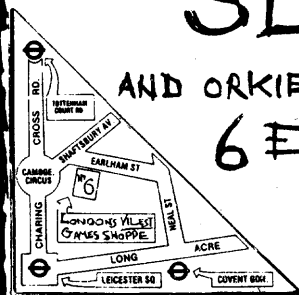 AND ORKIE
6 E
TOTTENHAM
COURT RD
CROSS RD.
SHAFTSBURY AV
EARLHAM ST
CAMBGE.
CIRCUS
Nº
6
LONDONS VILEST
GAMES SHOPPE
NEAL ST
CHARING
LONG ACRE
LEICESTER SQ
COVENT GDN.